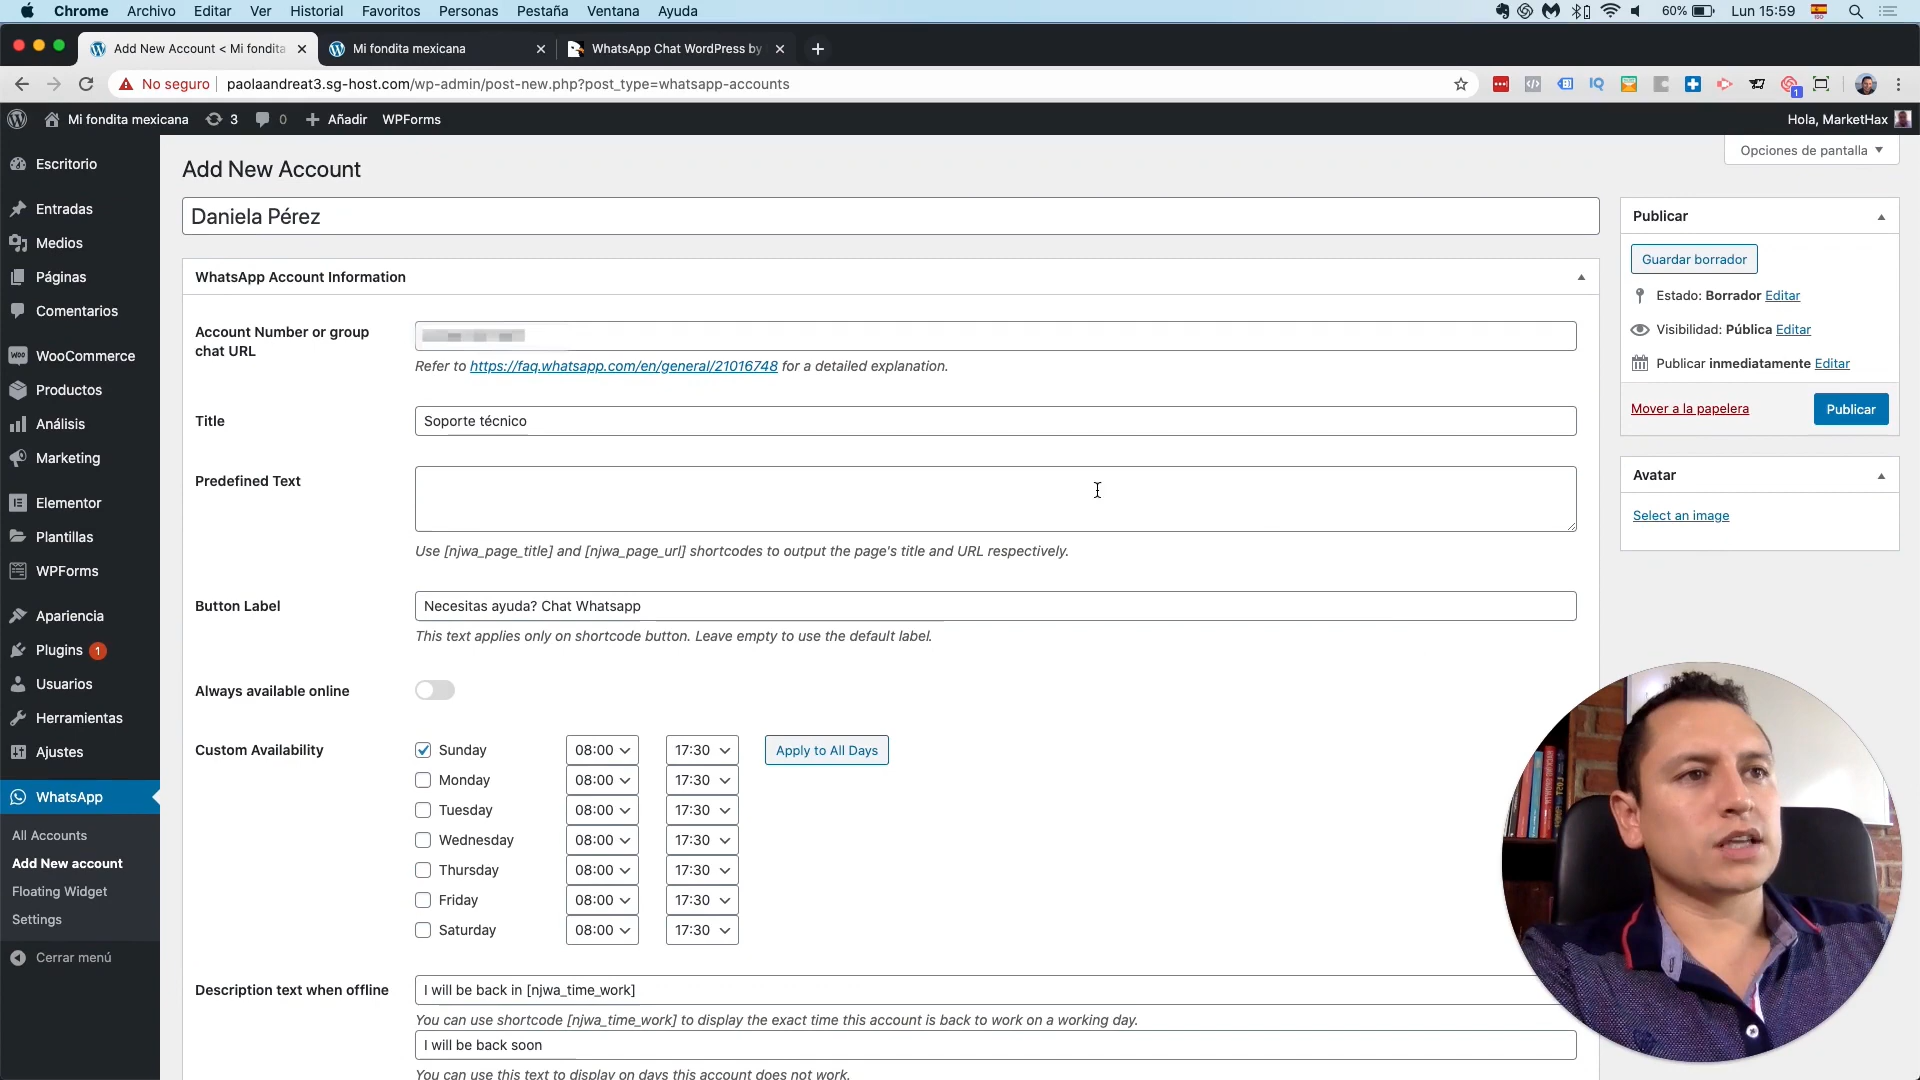 Chrome Archivo Editar Ver Historial Favoritos Personas Pestaña Ventana Ayuda
60% Lun 15:59
Add New Account < Mi fondita
Mi fondita mexicana
WhatsApp Chat WordPress by
No seguro
paolaandreat3.sg-host.com/wp-admin/post-new.php?post_type=whatsapp-accounts
1
Mi fondita mexicana 3 0 Añadir WPForms
Hola, MarketHax
Opciones de pantalla
Escritorio
Entradas
Medios
Páginas
Comentarios
WooCommerce
Productos
Análisis
Marketing
Elementor
Plantillas
WPForms
Apariencia
Plugins 1
Usuarios
Herramientas
Ajustes
WhatsApp
All Accounts
Add New account
Floating Widget
Settings
Cerrar menú
Add New Account
Daniela Pérez
WhatsApp Account Information
Account Number or group
chat URL
Refer to https://faq.whatsapp.com/en/general/21016748 for a detailed explanation.
Title
Soporte técnico
Predefined Text
Use [njwa_page_title] and [njwa_page_url] shortcodes to output the page's title and URL respectively.
Button Label
Necesitas ayuda? Chat Whatsapp
This text applies only on shortcode button. Leave empty to use the default label.
Always available online
Custom Availability
Sunday 08:00 17:30 Apply to All Days
Monday 08:00 17:30
Tuesday 08:00 17:30
Wednesday 08:00 17:30
Thursday 08:00 17:30
Friday 08:00 17:30
Saturday 08:00 17:30
Description text when offline
I will be back in [njwa_time_work]
You can use shortcode [njwa_time_work] to display the exact time this account is back to work on a working day.
I will be back soon
You can use this text to display on days this account does not work.
Publicar
Guardar borrador
Estado: Borrador Editar
Visibilidad: Pública Editar
Publicar inmediatamente Editar
Mover a la papelera
Publicar
Avatar
Select an image